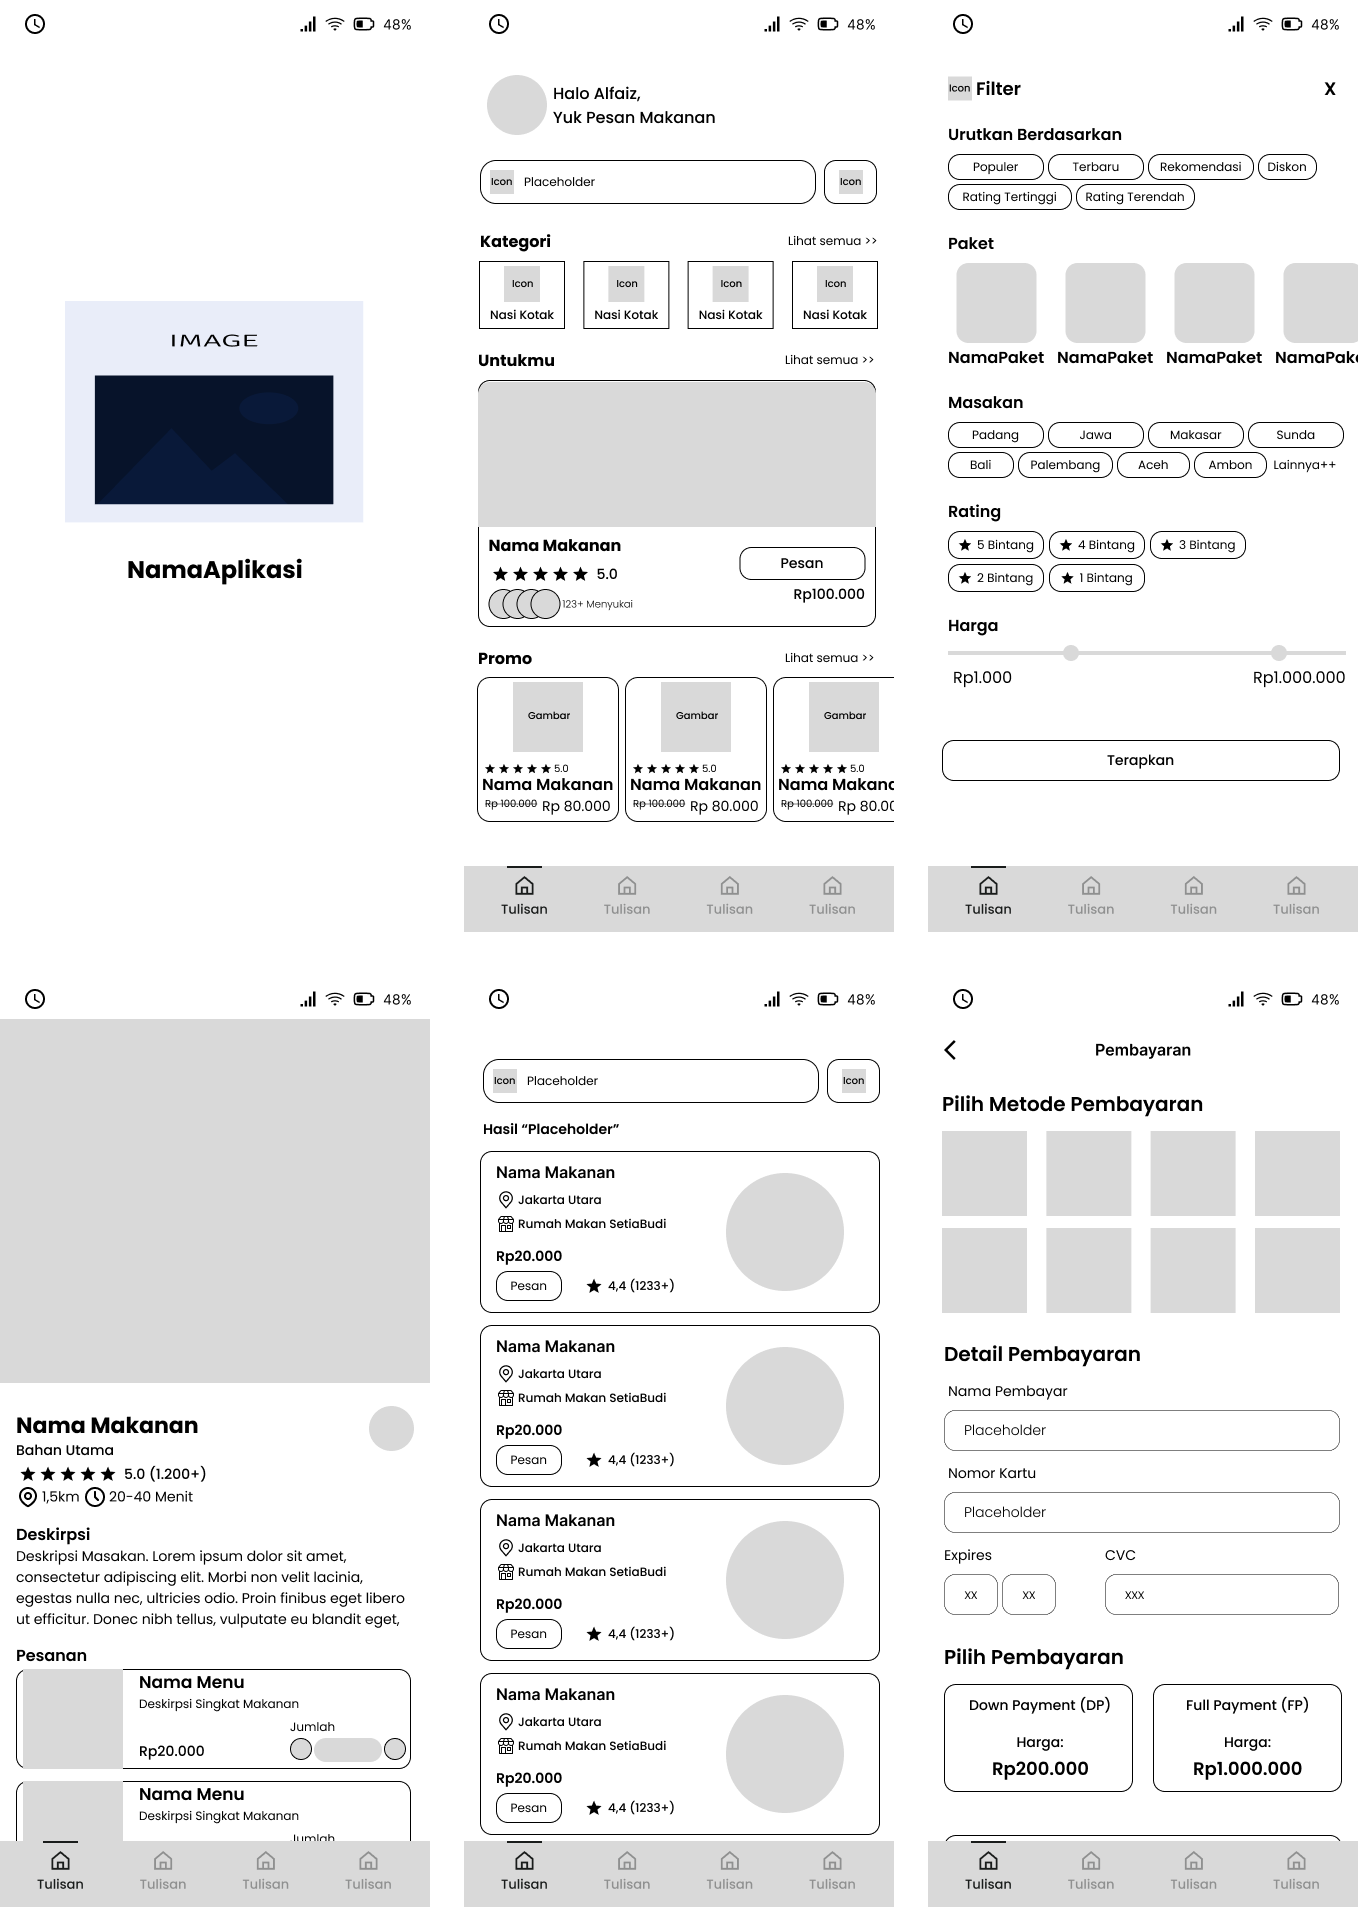 48%
IMAGE
NamaAplikasi
48%
Halo Alfaiz,
Yuk Pesan Makanan
Icon Placeholder Icon
Kategori Lihat semua >>
Icon Icon Icon Icon
Nasi Kotak Nasi Kotak Nasi Kotak Nasi Kotak
Untukmu Lihat semua >>
Nama Makanan
Pesan
5.0
Rp100.000
123+ Menyukai
Promo Lihat semua >>
Gambar Gambar Gambar
5.0 5.0 5.0
Nama Makanan Nama Makanan Nama Makana
Rp 100.000 Rp 80.000 Rp 100.000 Rp 80.000 Rp 100.000 Rp 80.00
Tulisan Tulisan Tulisan Tulisan
48%
Icon Filter X
Urutkan Berdasarkan
Populer Terbaru Rekomendasi Diskon
Rating Tertinggi Rating Terendah
Paket
NamaPaket NamaPaket NamaPaket NamaPake
Masakan
Padang Jawa Makasar Sunda
Bali Palembang Aceh Ambon Lainnya++
Rating
5 Bintang 4 Bintang 3 Bintang
2 Bintang 1 Bintang
Harga
Rp1.000 Rp1.000.000
Terapkan
Tulisan Tulisan Tulisan Tulisan
48%
Nama Makanan
Bahan Utama
5.0 (1.200+)
1,5km 20-40 Menit
Deskirpsi
Deskripsi Masakan. Lorem ipsum dolor sit amet,
consectetur adipiscing elit. Morbi non velit lacinia,
egestas nulla nec, ultricies odio. Proin finibus eget libero
ut efficitur. Donec nibh tellus, vulputate eu blandit eget,
Pesanan
Nama Menu
Deskirpsi Singkat Makanan
Jumlah
Rp20.000
Nama Menu
Deskirpsi Singkat Makanan
Jumlah
Tulisan Tulisan Tulisan Tulisan
48%
Icon Placeholder Icon
Hasil “Placeholder”
Nama Makanan
Jakarta Utara
Rumah Makan SetiaBudi
Rp20.000
Pesan 4,4 (1233+)
Nama Makanan
Jakarta Utara
Rumah Makan SetiaBudi
Rp20.000
Pesan 4,4 (1233+)
Nama Makanan
Jakarta Utara
Rumah Makan SetiaBudi
Rp20.000
Pesan 4,4 (1233+)
Nama Makanan
Jakarta Utara
Rumah Makan SetiaBudi
Rp20.000
Pesan 4,4 (1233+)
Tulisan Tulisan Tulisan Tulisan
48%
Pembayaran
Pilih Metode Pembayaran
Detail Pembayaran
Nama Pembayar
Placeholder
Nomor Kartu
Placeholder
Expires CVC
XX XX XXX
Pilih Pembayaran
Down Payment (DP) Full Payment (FP)
Harga: Harga:
Rp200.000 Rp1.000.000
Tulisan Tulisan Tulisan Tulisan